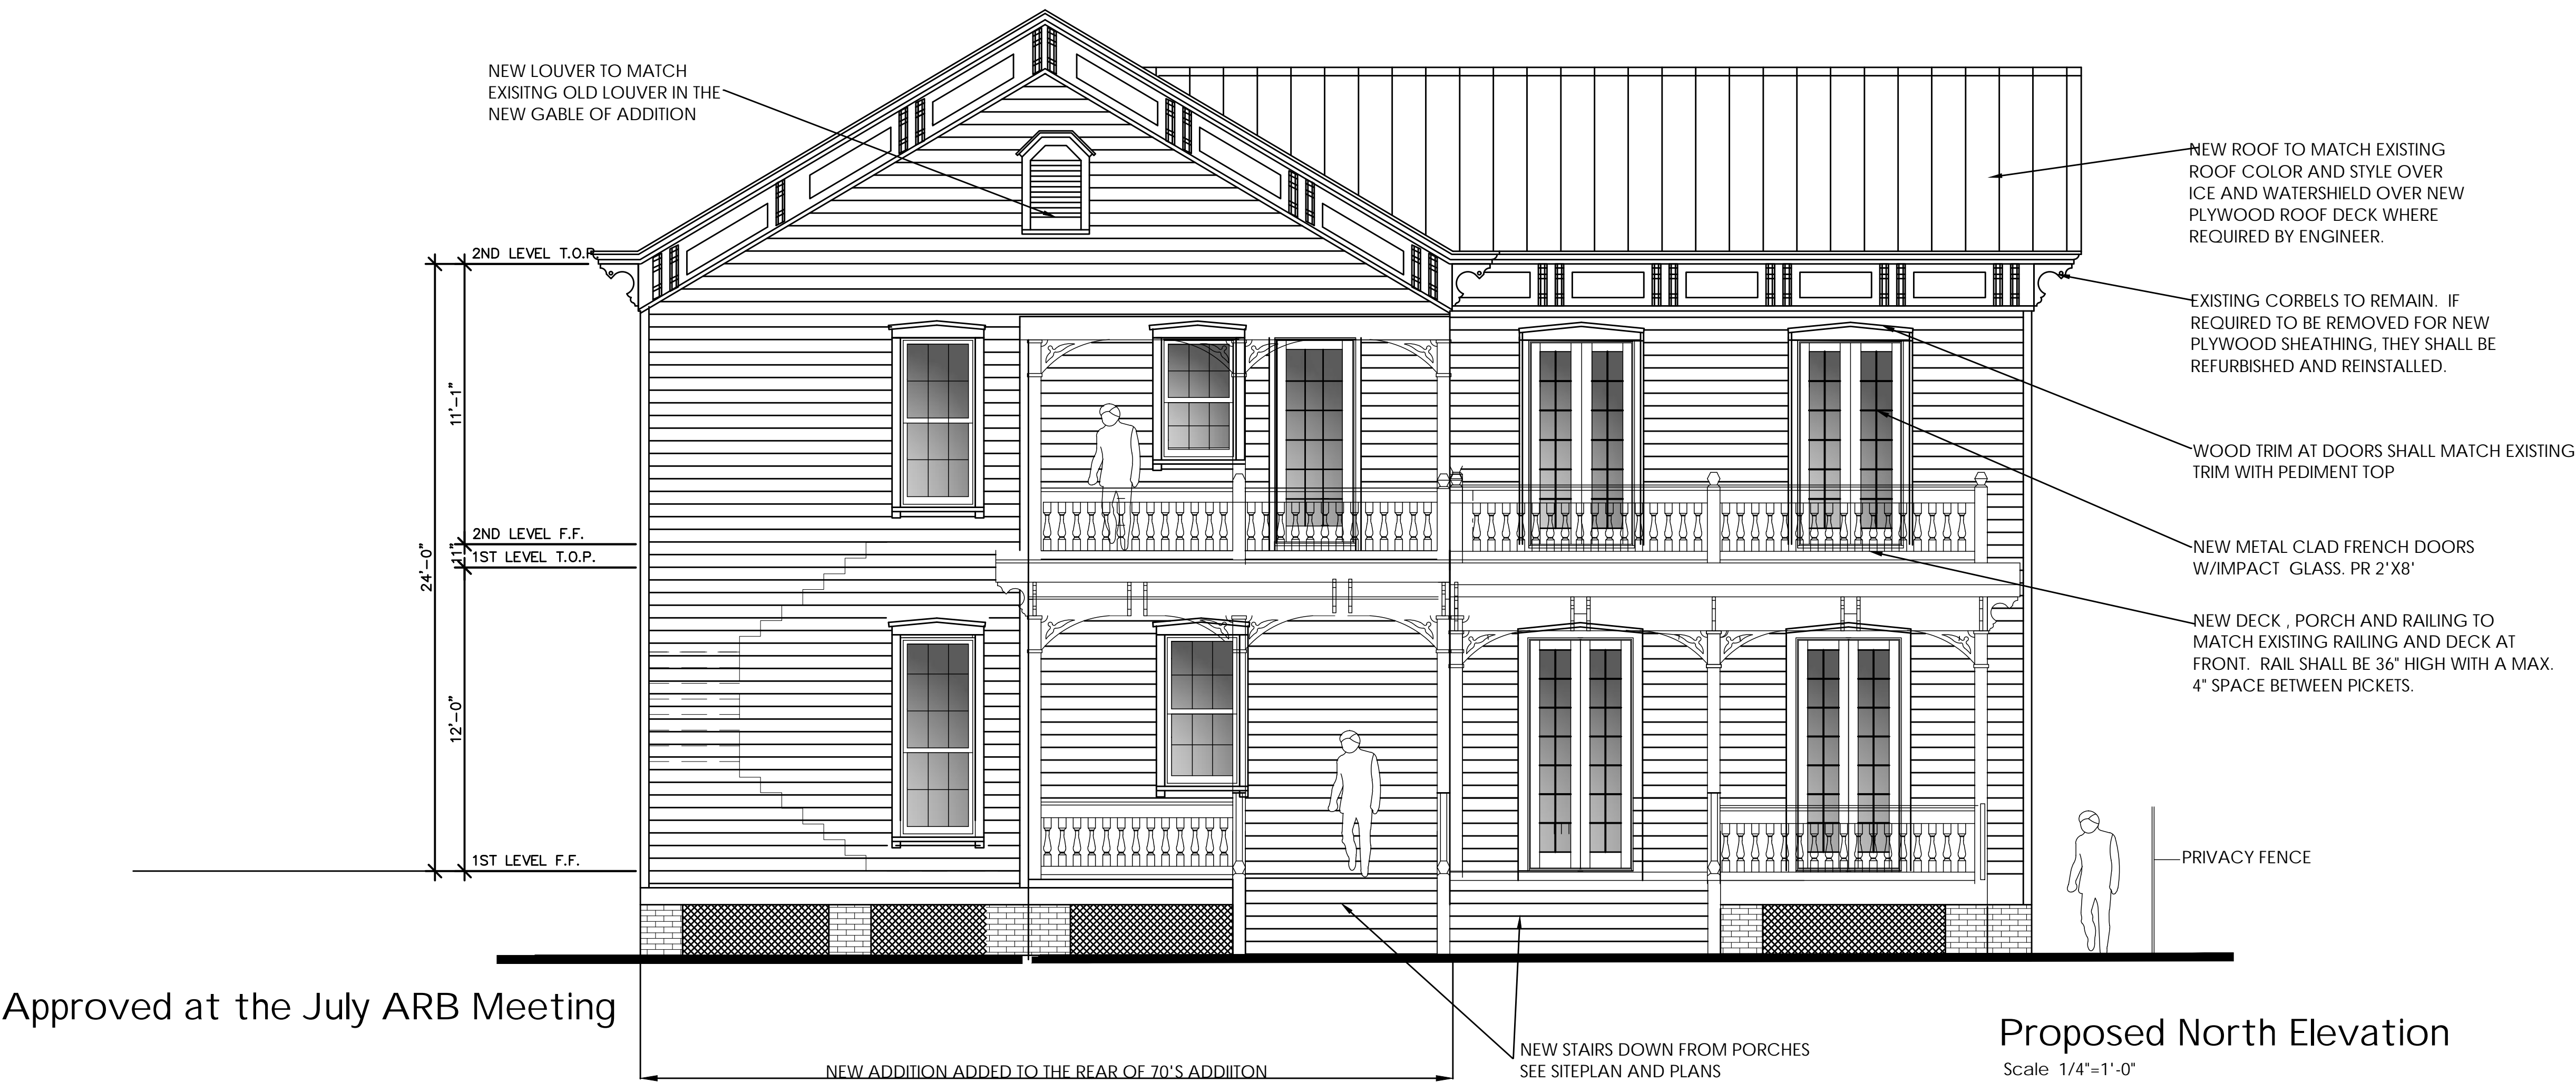 NEW LOUVER TO MATCH
EXISITNG OLD LOUVER IN THE
NEW GABLE OF ADDITION
NEW ROOF TO MATCH EXISTING
ROOF COLOR AND STYLE OVER
ICE AND WATERSHIELD OVER NEW
PLYWOOD ROOF DECK WHERE
REQUIRED BY ENGINEER.
2ND LEVEL T.O.P.
EXISTING CORBELS TO REMAIN. IF
REQUIRED TO BE REMOVED FOR NEW
PLYWOOD SHEATHING, THEY SHALL BE
REFURBISHED AND REINSTALLED.
11'-1"
WOOD TRIM AT DOORS SHALL MATCH EXISTING
TRIM WITH PEDIMENT TOP
2ND LEVEL F.F.
11"
1ST LEVEL T.O.P.
24'-0"
NEW METAL CLAD FRENCH DOORS
W/IMPACT GLASS. PR 2'X8'
NEW DECK , PORCH AND RAILING TO
MATCH EXISTING RAILING AND DECK AT
FRONT. RAIL SHALL BE 36" HIGH WITH A MAX.
4" SPACE BETWEEN PICKETS.
12'-0"
1ST LEVEL F.F.
PRIVACY FENCE
Approved at the July ARB Meeting
Proposed North Elevation
Scale 1/4"=1'-0"
NEW STAIRS DOWN FROM PORCHES
SEE SITEPLAN AND PLANS
NEW ADDITION ADDED TO THE REAR OF 70'S ADDIITON